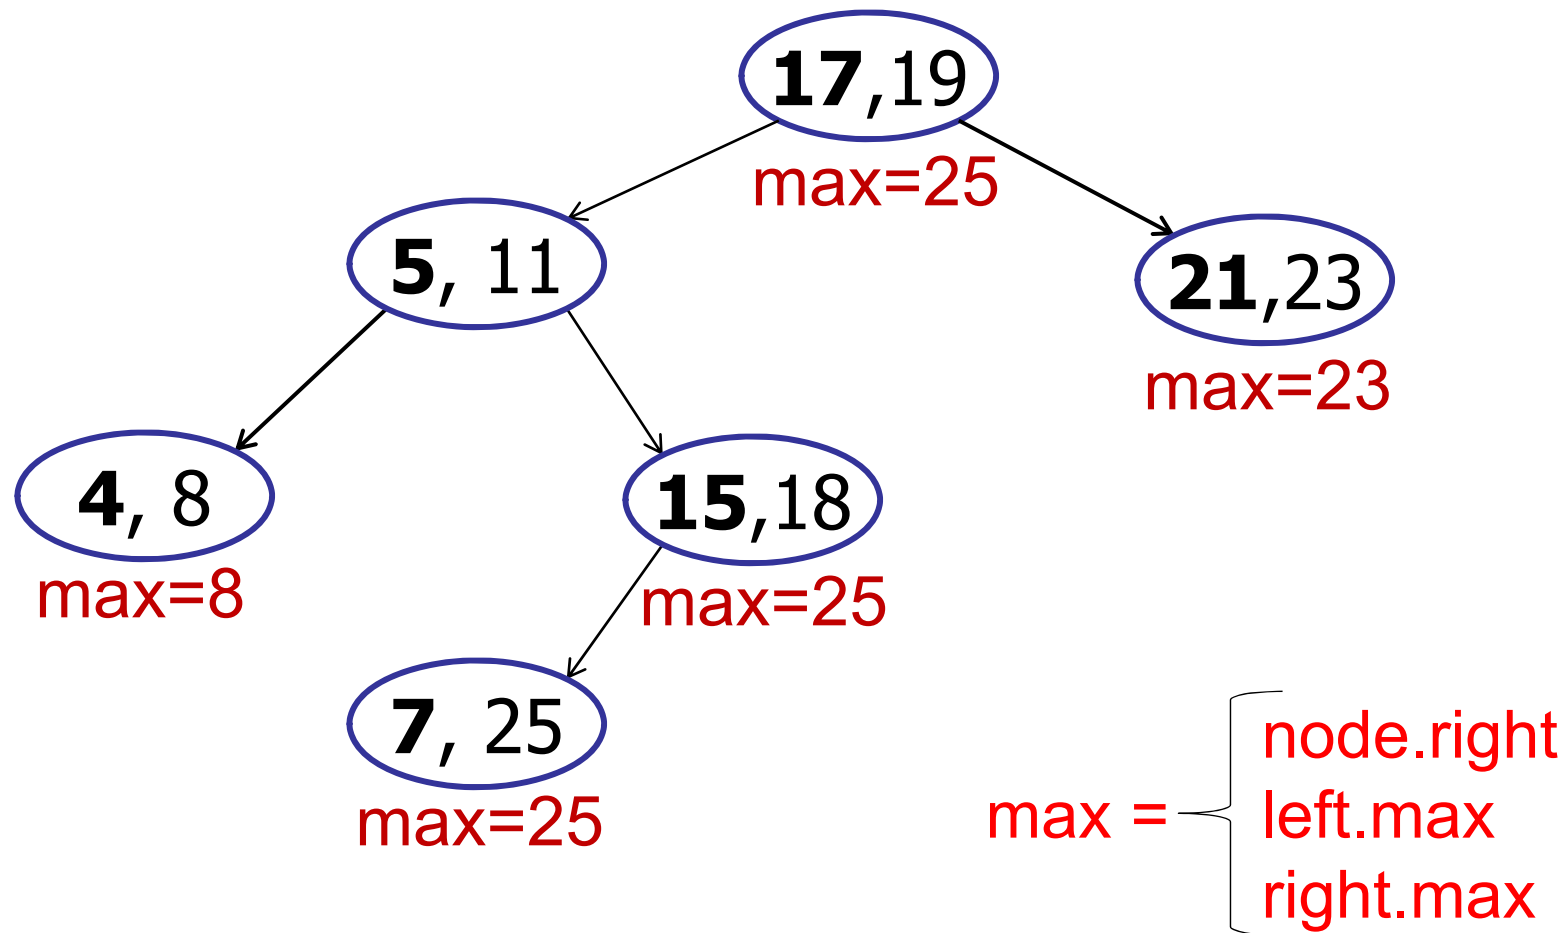 17,19
max=25
5, 11
21,23
max=23
4, 8
max=8
15,18
max=25
7, 25
max=25
max =
node.right
left.max
right.max